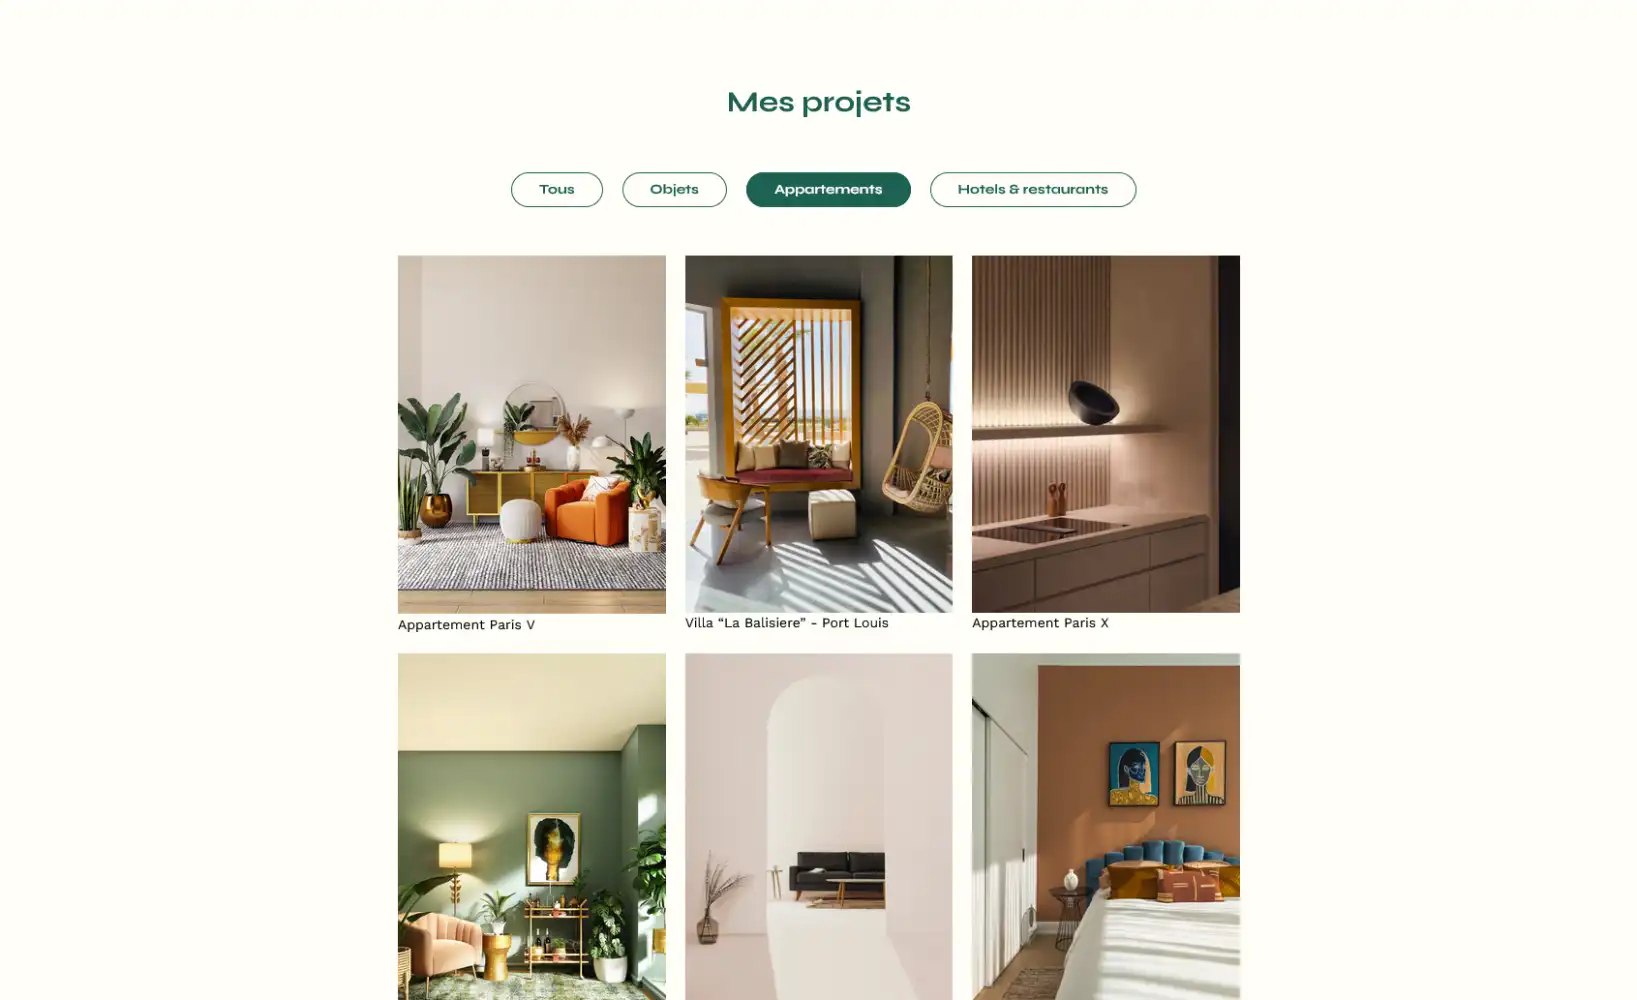 Mes projets
Tous
Objets
Appartements
Hotels & restaurants
Appartement Paris V
Villa “La Balisiere” - Port Louis
Appartement Paris X